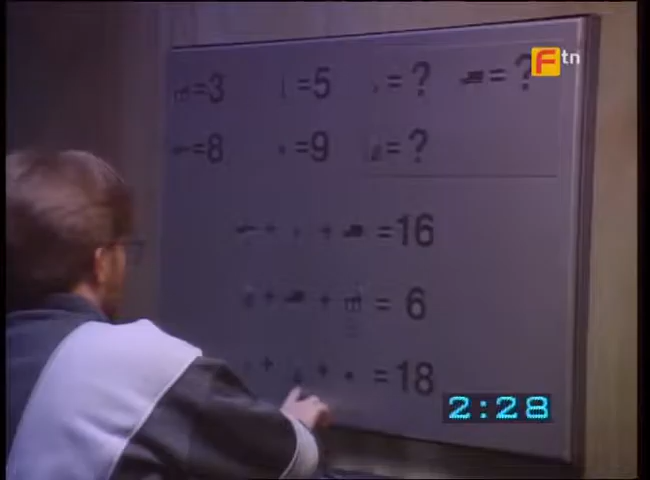 =3 =5 =? =?
=8 =9 =?
+ + =16
+ + = 6
+ + =18
2:28
Ftn